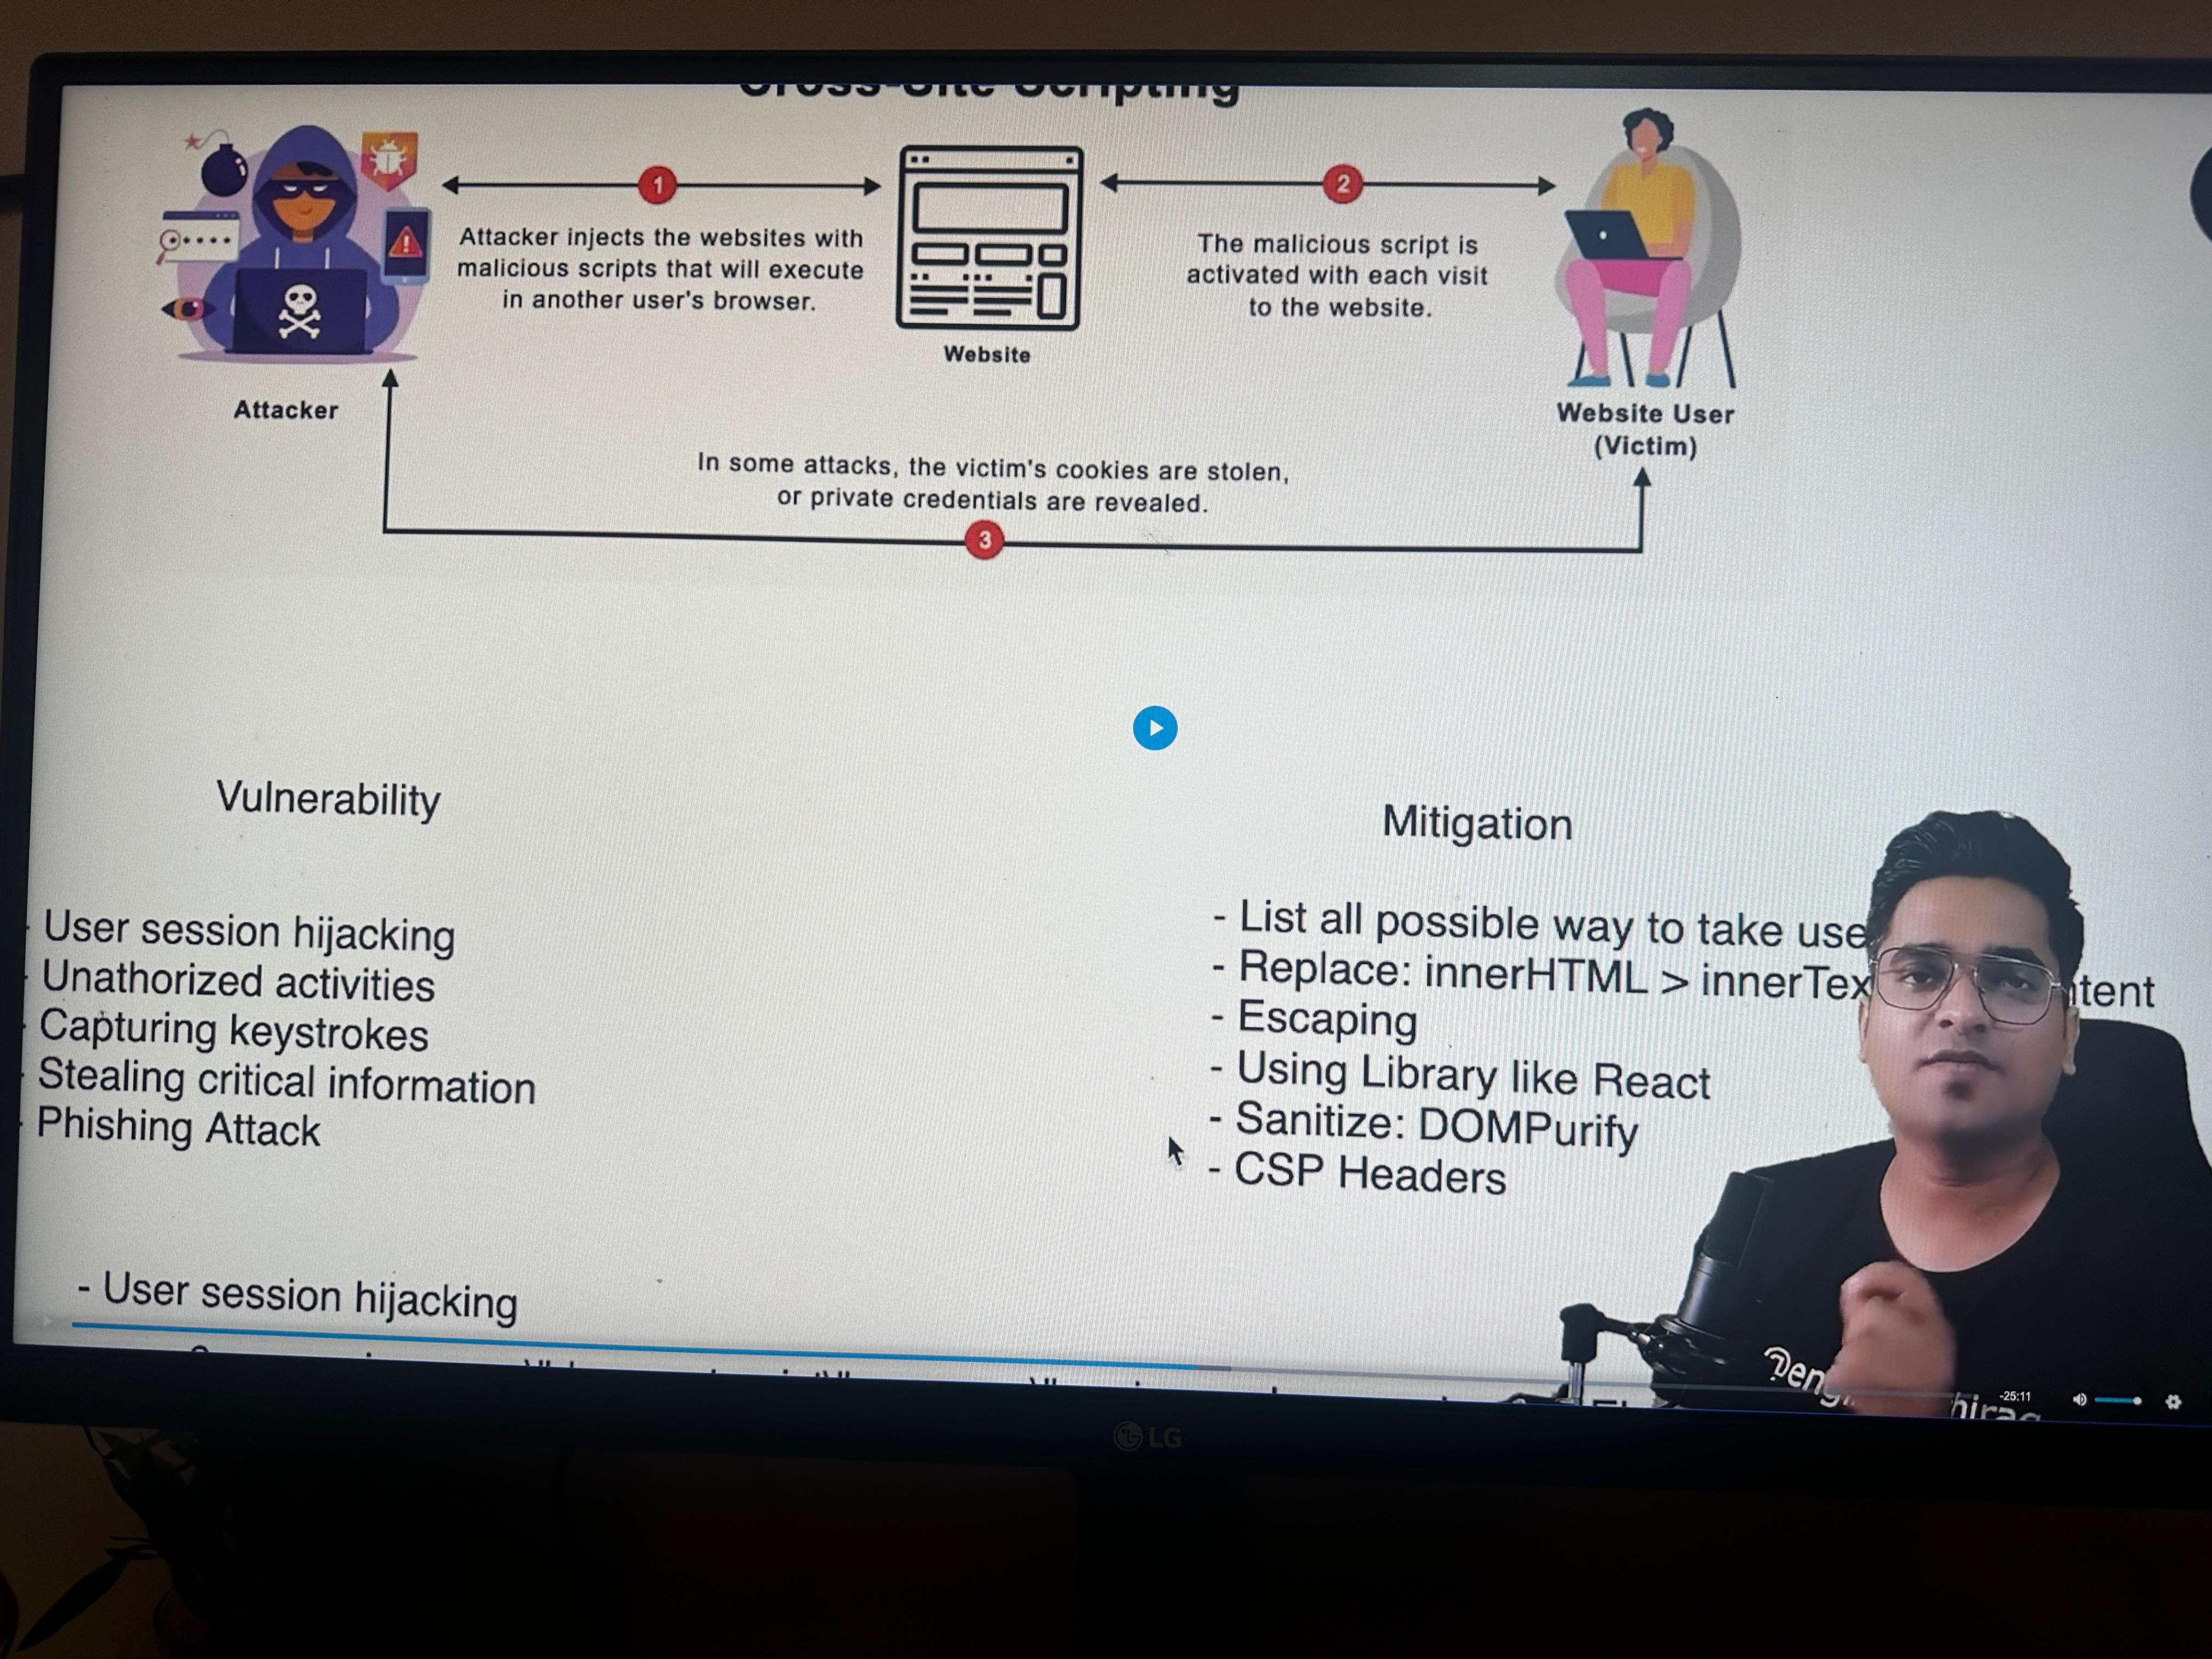 Cross-Site Scripting
1
2
Attacker injects the websites with
malicious scripts that will execute
in another user's browser.
The malicious script is
activated with each visit
to the website.
Website
Attacker
Website User
(Victim)
In some attacks, the victim's cookies are stolen,
or private credentials are revealed.
3
Vulnerability
- User session hijacking
- Unathorized activities
- Capturing keystrokes
- Stealing critical information
- Phishing Attack
- User session hijacking
Mitigation
- List all possible way to take use
- Replace: innerHTML > innerTex tent
- Escaping
- Using Library like React
- Sanitize: DOMPurify
- CSP Headers
-25:11
LG